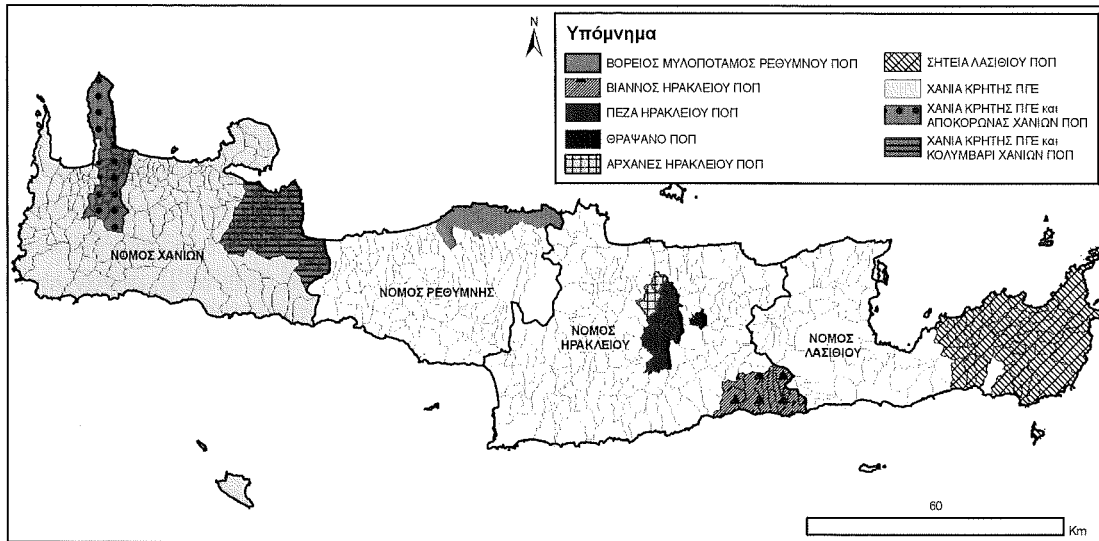 N
Υπόμνημα
ΒΟΡΕΙΟΣ ΜΥΛΟΠΟΤΑΜΟΣ ΡΕΘΥΜΝΟΥ ΠΟΠ
ΒΙΑΝΝΟΣ ΗΡΑΚΛΕΙΟΥ ΠΟΠ
ΠΕΖΑ ΗΡΑΚΛΕΙΟΥ ΠΟΠ
ΘΡΑΨΑΝΟ ΠΟΠ
ΑΡΧΑΝΕΣ ΗΡΑΚΛΕΙΟΥ ΠΟΠ
ΣΗΤΕΙΑ ΛΑΣΙΘΙΟΥ ΠΟΠ
ΧΑΝΙΑ ΚΡΗΤΗΣ ΠΓΕ
ΧΑΝΙΑ ΚΡΗΤΗΣ ΠΓΕ και
ΑΠΟΚΟΡΩΝΑΣ ΧΑΝΙΩΝ ΠΟΠ
ΧΑΝΙΑ ΚΡΗΤΗΣ ΠΓΕ και
ΚΟΛΥΜΒΑΡΙ ΧΑΝΙΩΝ ΠΟΠ
ΝΟΜΟΣ ΧΑΝΙΩΝ
ΝΟΜΟΣ ΡΕΘΥΜΝΗΣ
ΝΟΜΟΣ
ΗΡΑΚΛΕΙΟΥ
ΝΟΜΟΣ
ΛΑΣΙΘΙΟΥ
60
Km